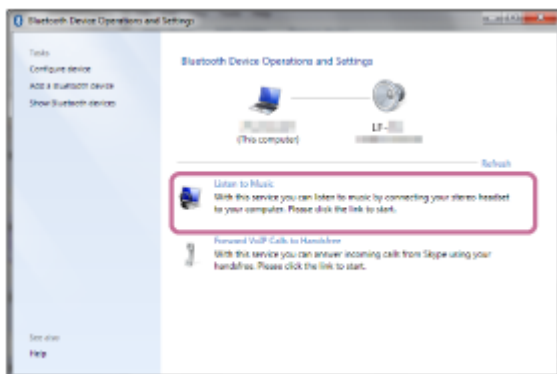 Bluetooth Device Operations and Settings
Tasks
Configure device
Add a Bluetooth device
Show Bluetooth devices
Bluetooth Device Operations and Settings
(This computer)
LF-
Refresh
Listen to Music
With this service you can listen to music by connecting your stereo headset
to your computer. Please click the link to start.
Forward VoIP Calls to Handsfree
With this service you can answer incoming calls from Skype using your
handsfree. Please click the link to start.
See also
Help